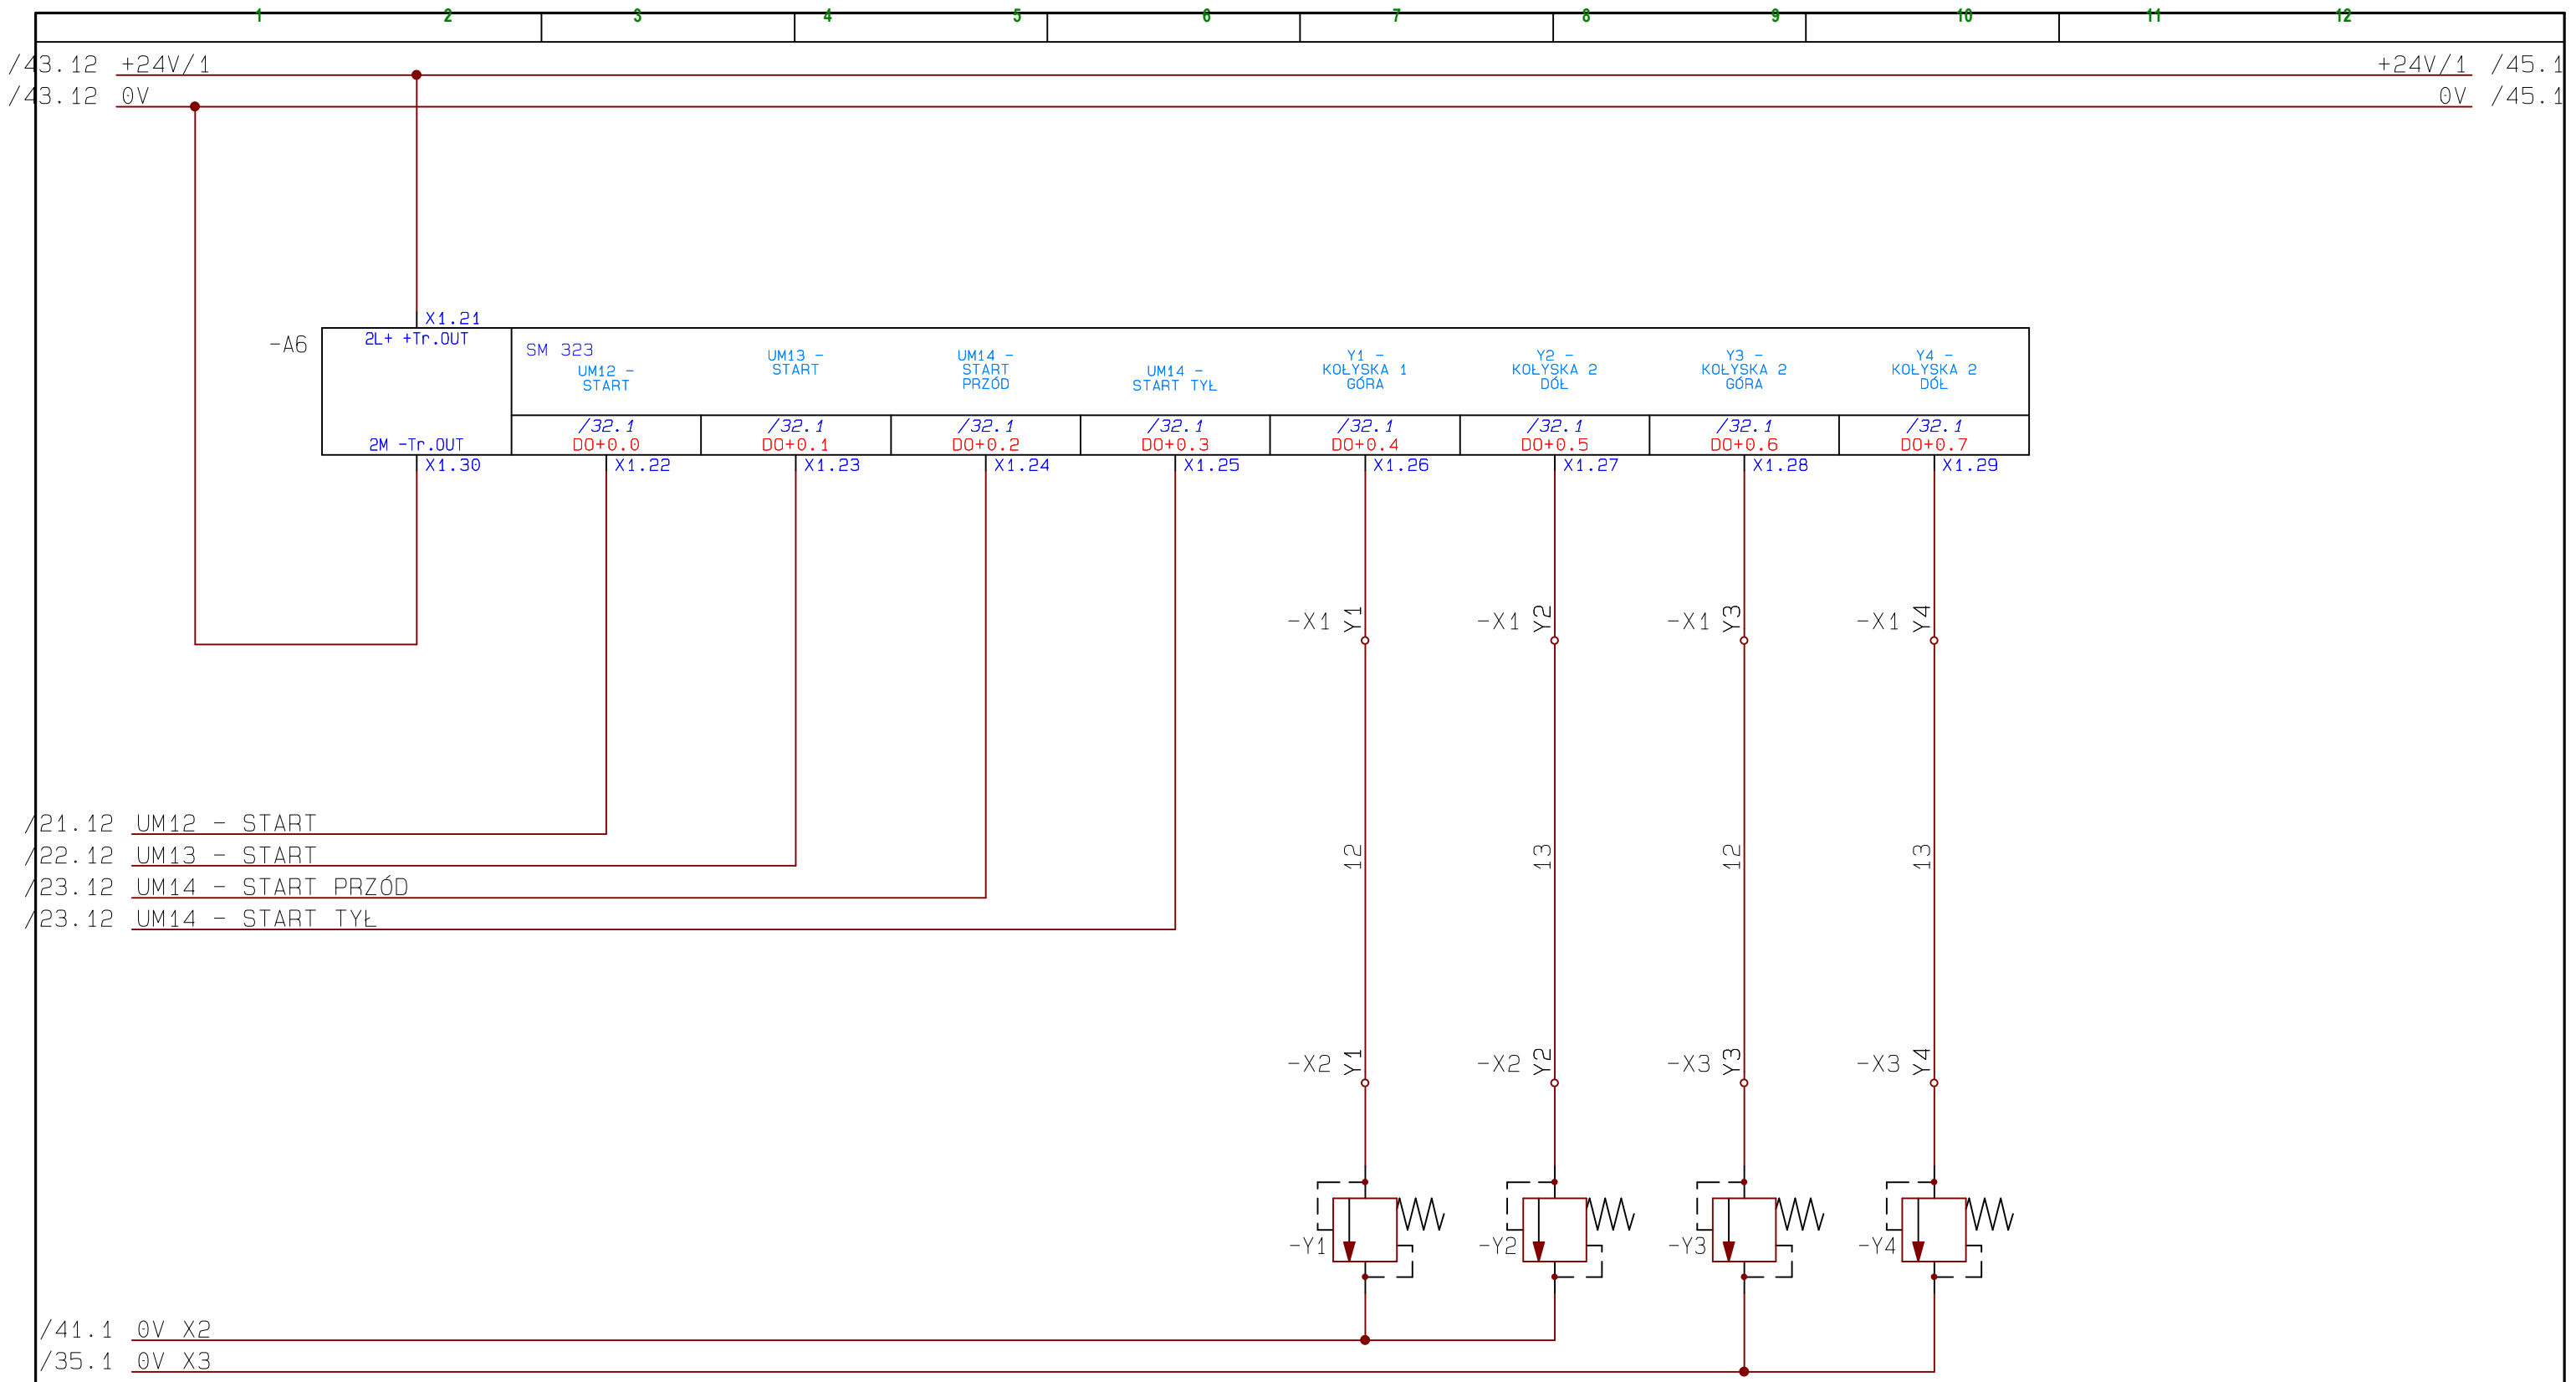 1 2 3 4 5 6 7 8 9 10 11 12
/43.12 +24V/1 +24V/1 /45.1
/43.12 0V 0V /45.1
X1.21
-A6
2L+ +Tr.OUT
2M -Tr.OUT
X1.30
SM 323
UM12 -
START
UM13 -
START
UM14 -
START
PRZÓD
UM14 -
START TYŁ
Y1 -
KOŁYSKA 1
GÓRA
Y2 -
KOŁYSKA 2
DÓŁ
Y3 -
KOŁYSKA 2
GÓRA
Y4 -
KOŁYSKA 2
DÓŁ
/32.1 /32.1 /32.1 /32.1 /32.1 /32.1 /32.1 /32.1
DO+0.0 DO+0.1 DO+0.2 DO+0.3 DO+0.4 DO+0.5 DO+0.6 DO+0.7
X1.22 X1.23 X1.24 X1.25 X1.26 X1.27 X1.28 X1.29
-X1 Y1 -X1 Y2 -X1 Y3 -X1 Y4
/21.12 UM12 - START
/22.12 UM13 - START
/23.12 UM14 - START PRZÓD
/23.12 UM14 - START TYŁ
12 13 12 13
-X2 Y1 -X2 Y2 -X3 Y3 -X3 Y4
-Y1 -Y2 -Y3 -Y4
/41.1 0V X2
/35.1 0V X3